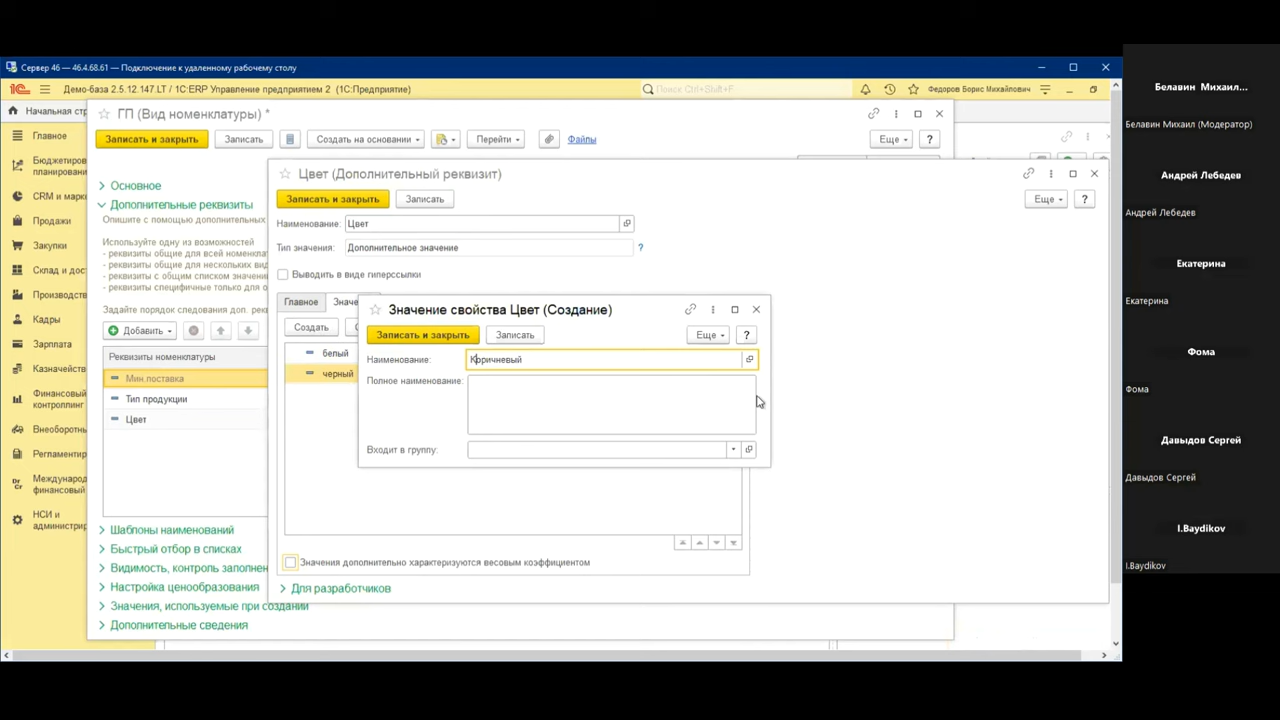 Сервер 46 — 46.4.68.61 — Подключение к удаленному рабочему столу
Демо-база 2.5.12.147.LT / 1С:ERP Управление предприятием 2 (1С:Предприятие)
Поиск Ctrl+Shift+F
Федоров Борис Михайлович
Начальная стр
Главное
Бюджетиров
планирован
CRM и марк
Продажи
Закупки
Склад и дос
Производст
Кадры
Зарплата
Казначейс
Финансовый
контроллинг
Внеоборотн
Регламентир
Международ
финансовый
НСИ и
администрир
ГП (Вид номенклатуры) *
Записать и закрыть
Записать
Создать на основании
Перейти
Файлы
Еще
?
Основное
Дополнительные реквизиты
Опишите с помощью дополнительных
Используйте одну из возможностей
- реквизиты общие для всей номенкла
- реквизиты общие для нескольких вид
- реквизиты с общим списком значени
- реквизиты специфичные только для о
Задайте порядок следования доп. рек
Добавить
Реквизиты номенклатуры
Мин.поставка
Тип продукции
Цвет
Шаблоны наименований
Быстрый отбор в списках
Видимость, контроль заполнен
Настройка ценообразования
Значения, используемые при создании
Дополнительные сведения
Цвет (Дополнительный реквизит)
Записать и закрыть
Записать
Еще
?
Наименование:
Цвет
Тип значения:
Дополнительное значение
?
Выводить в виде гиперссылки
Главное
Значе
Создать
белый
черный
Значения дополнительно характеризуются весовым коэффициентом
Для разработчиков
Значение свойства Цвет (Создание)
Записать и закрыть
Записать
Еще
?
Наименование:
Коричневый
Полное наименование:
Входит в группу:
Белавин Михаил...
Белавин Михаил (Модератор)
Андрей Лебедев
Андрей Лебедев
Екатерина
Екатерина
Фома
Фома
Давыдов Сергей
Давыдов Сергей
I.Baydikov
I.Baydikov